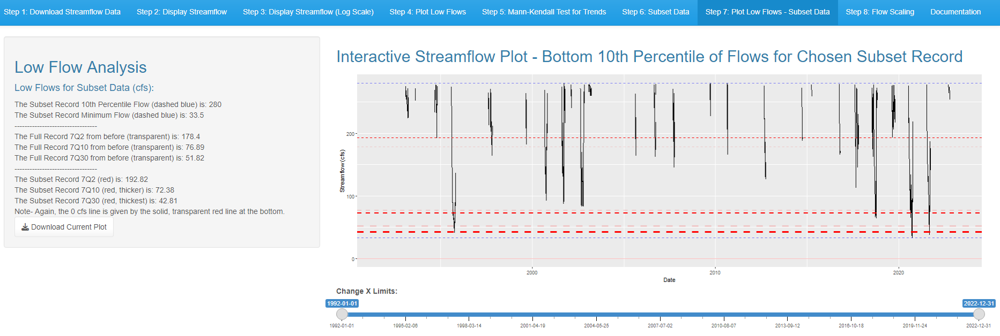 Step 1: Download Streamflow Data Step 2: Display Streamflow Step 3: Display Streamflow (Log Scale) Step 4: Plot Low Flows Step 5: Mann-Kendall Test for Trends Step 6: Subset Data Step 7: Plot Low Flows - Subset Data Step 8: Flow Scaling Documentation
Low Flow Analysis
Low Flows for Subset Data (cfs):
The Subset Record 10th Percentile Flow (dashed blue) is: 280
The Subset Record Minimum Flow (dashed blue) is: 33.5
---------------------------------
The Full Record 7Q2 from before (transparent) is: 178.4
The Full Record 7Q10 from before (transparent) is: 76.89
The Full Record 7Q30 from before (transparent) is: 51.82
---------------------------------
The Subset Record 7Q2 (red) is: 192.82
The Subset Record 7Q10 (red, thicker) is: 72.38
The Subset Record 7Q30 (red, thickest) is: 42.81
Note- Again, the 0 cfs line is given by the solid, transparent red line at the bottom.
Download Current Plot
Interactive Streamflow Plot - Bottom 10th Percentile of Flows for Chosen Subset Record
Streamflow (cfs)
200
100
0
2000 2010 2020
Date
Change X Limits:
1992-01-01 2022-12-31
1992-01-01 1995-02-06 1998-03-14 2001-04-19 2004-05-25 2007-07-02 2010-08-07 2013-09-12 2016-10-18 2019-11-24 2022-12-31